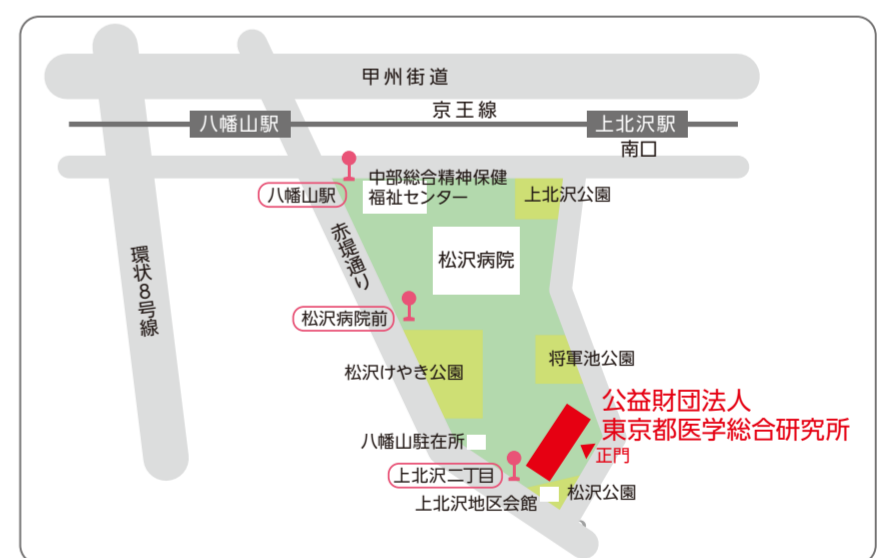 甲州街道
京王線
八幡山駅
上北沢駅
南口
中部総合精神保健
福祉センター
八幡山駅
上北沢公園
赤堤通り
環状8号線
松沢病院
松沢病院前
将軍池公園
松沢けやき公園
公益財団法人
東京都医学総合研究所
八幡山駐在所
正門
上北沢二丁目
松沢公園
上北沢地区会館